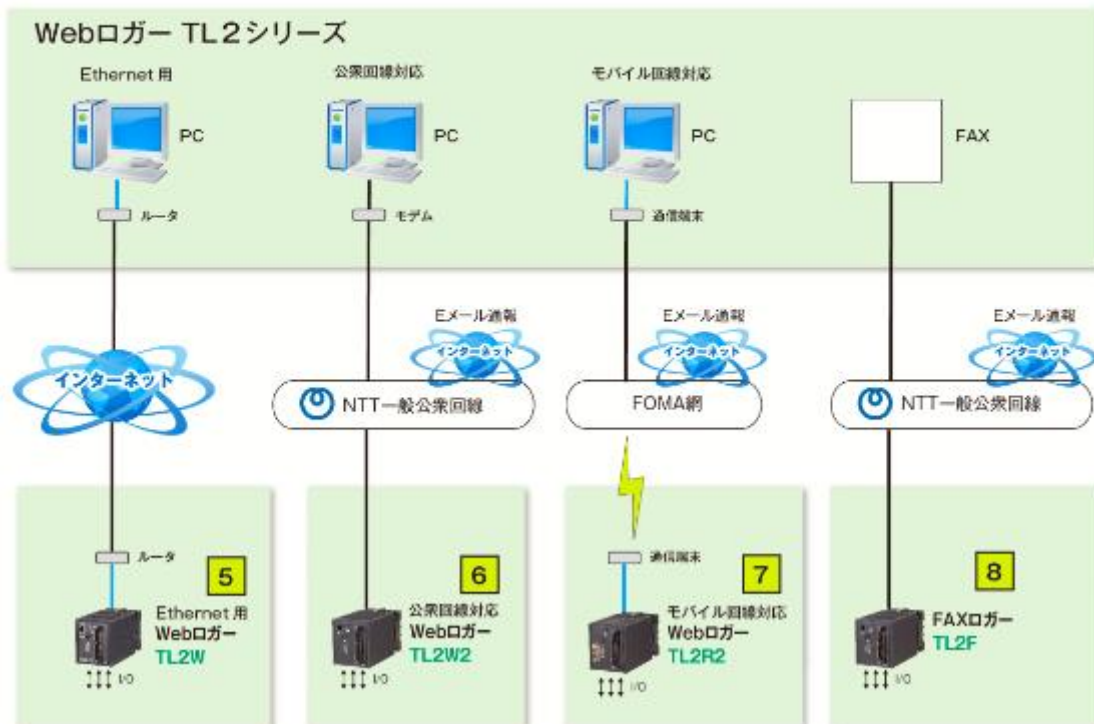 Webロガー TL2シリーズ
Ethernet 用
公衆回線対応
モバイル回線対応
PC
PC
PC
FAX
ルータ
モデム
通信端末
Eメール通報
Eメール通報
Eメール通報
インターネット
インターネット
インターネット
インターネット
NTT一般公衆回線
FOMA網
NTT一般公衆回線
ルータ
5
Ethernet 用
Webロガー
TL2W
I/O
6
公衆回線対応
Webロガー
TL2W2
I/O
通信端末
7
モバイル回線対応
Webロガー
TL2R2
I/O
8
FAXロガー
TL2F
I/O